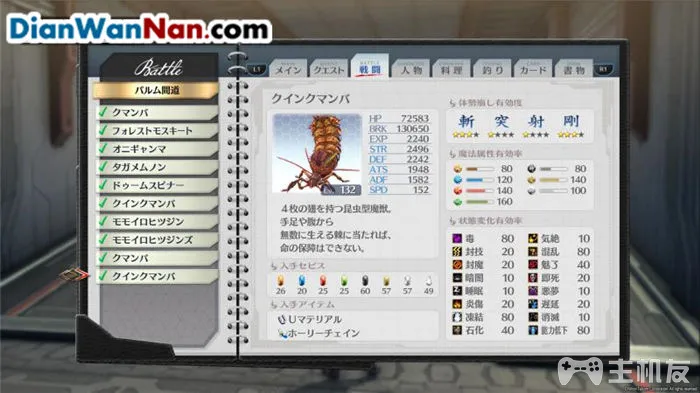 DianWanNan.com
Battle
バルム間道
クマンバ
フォレストモスキート
オニギャンマ
タガメムノン
ドゥームスピナー
クインクマンバ
モモイロヒツジン
モモイロヒツジンズ
クマンバ
クインクマンバ
L1 メイン クエスト 戦闘 人物 料理 釣り カード 書物 R1
クインクマンバ
Lv. 132
HP 72583
BRK 130650
EXP 2240
STR 2496
DEF 2242
ATS 1948
ADF 1582
SPD 152
4枚の翅を持つ昆虫型魔獣。
手足や腹から
無数に生える棘に当たれば、
命の保障はできない。
入手セピス
26 20 25 25 60 57 57 49
入手アイテム
Uマテリアル
ホーリーチェイン
体勢崩し有効度
斬 突 射 剛
魔法属性有効率
80 80
120 140
140 100
160
状態変化有効率
毒 80 気絶 10
封技 20 混乱 80
封魔 20 魅了 40
暗闇 10 即死 20
睡眠 10 悪夢 10
炎傷 20 遅延 20
凍結 80 消滅 10
石化 40 能力低下 80
主机友